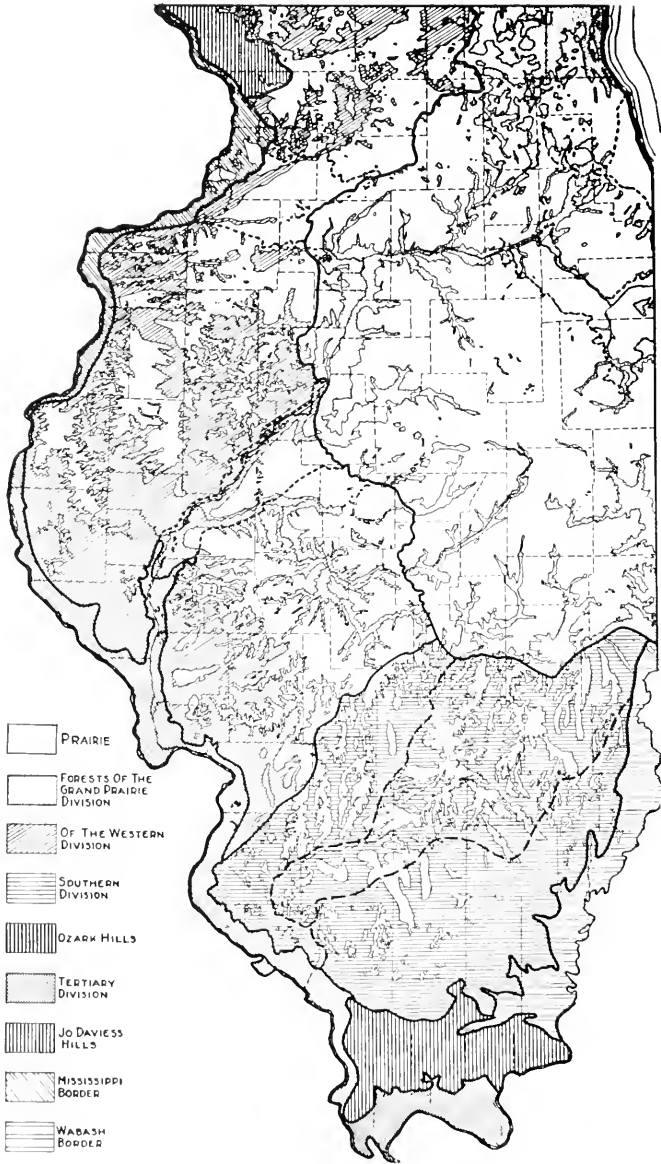 PRAIRIE
FORESTS OF THE
GRAND PRAIRIE
DIVISION
OF THE WESTERN
DIVISION
SOUTHERN
DIVISION
OZARK HILLS
TERTIARY
DIVISION
JO DAVIESS
HILLS
MISSISSIPPI
BORDER
WABASH
BORDER